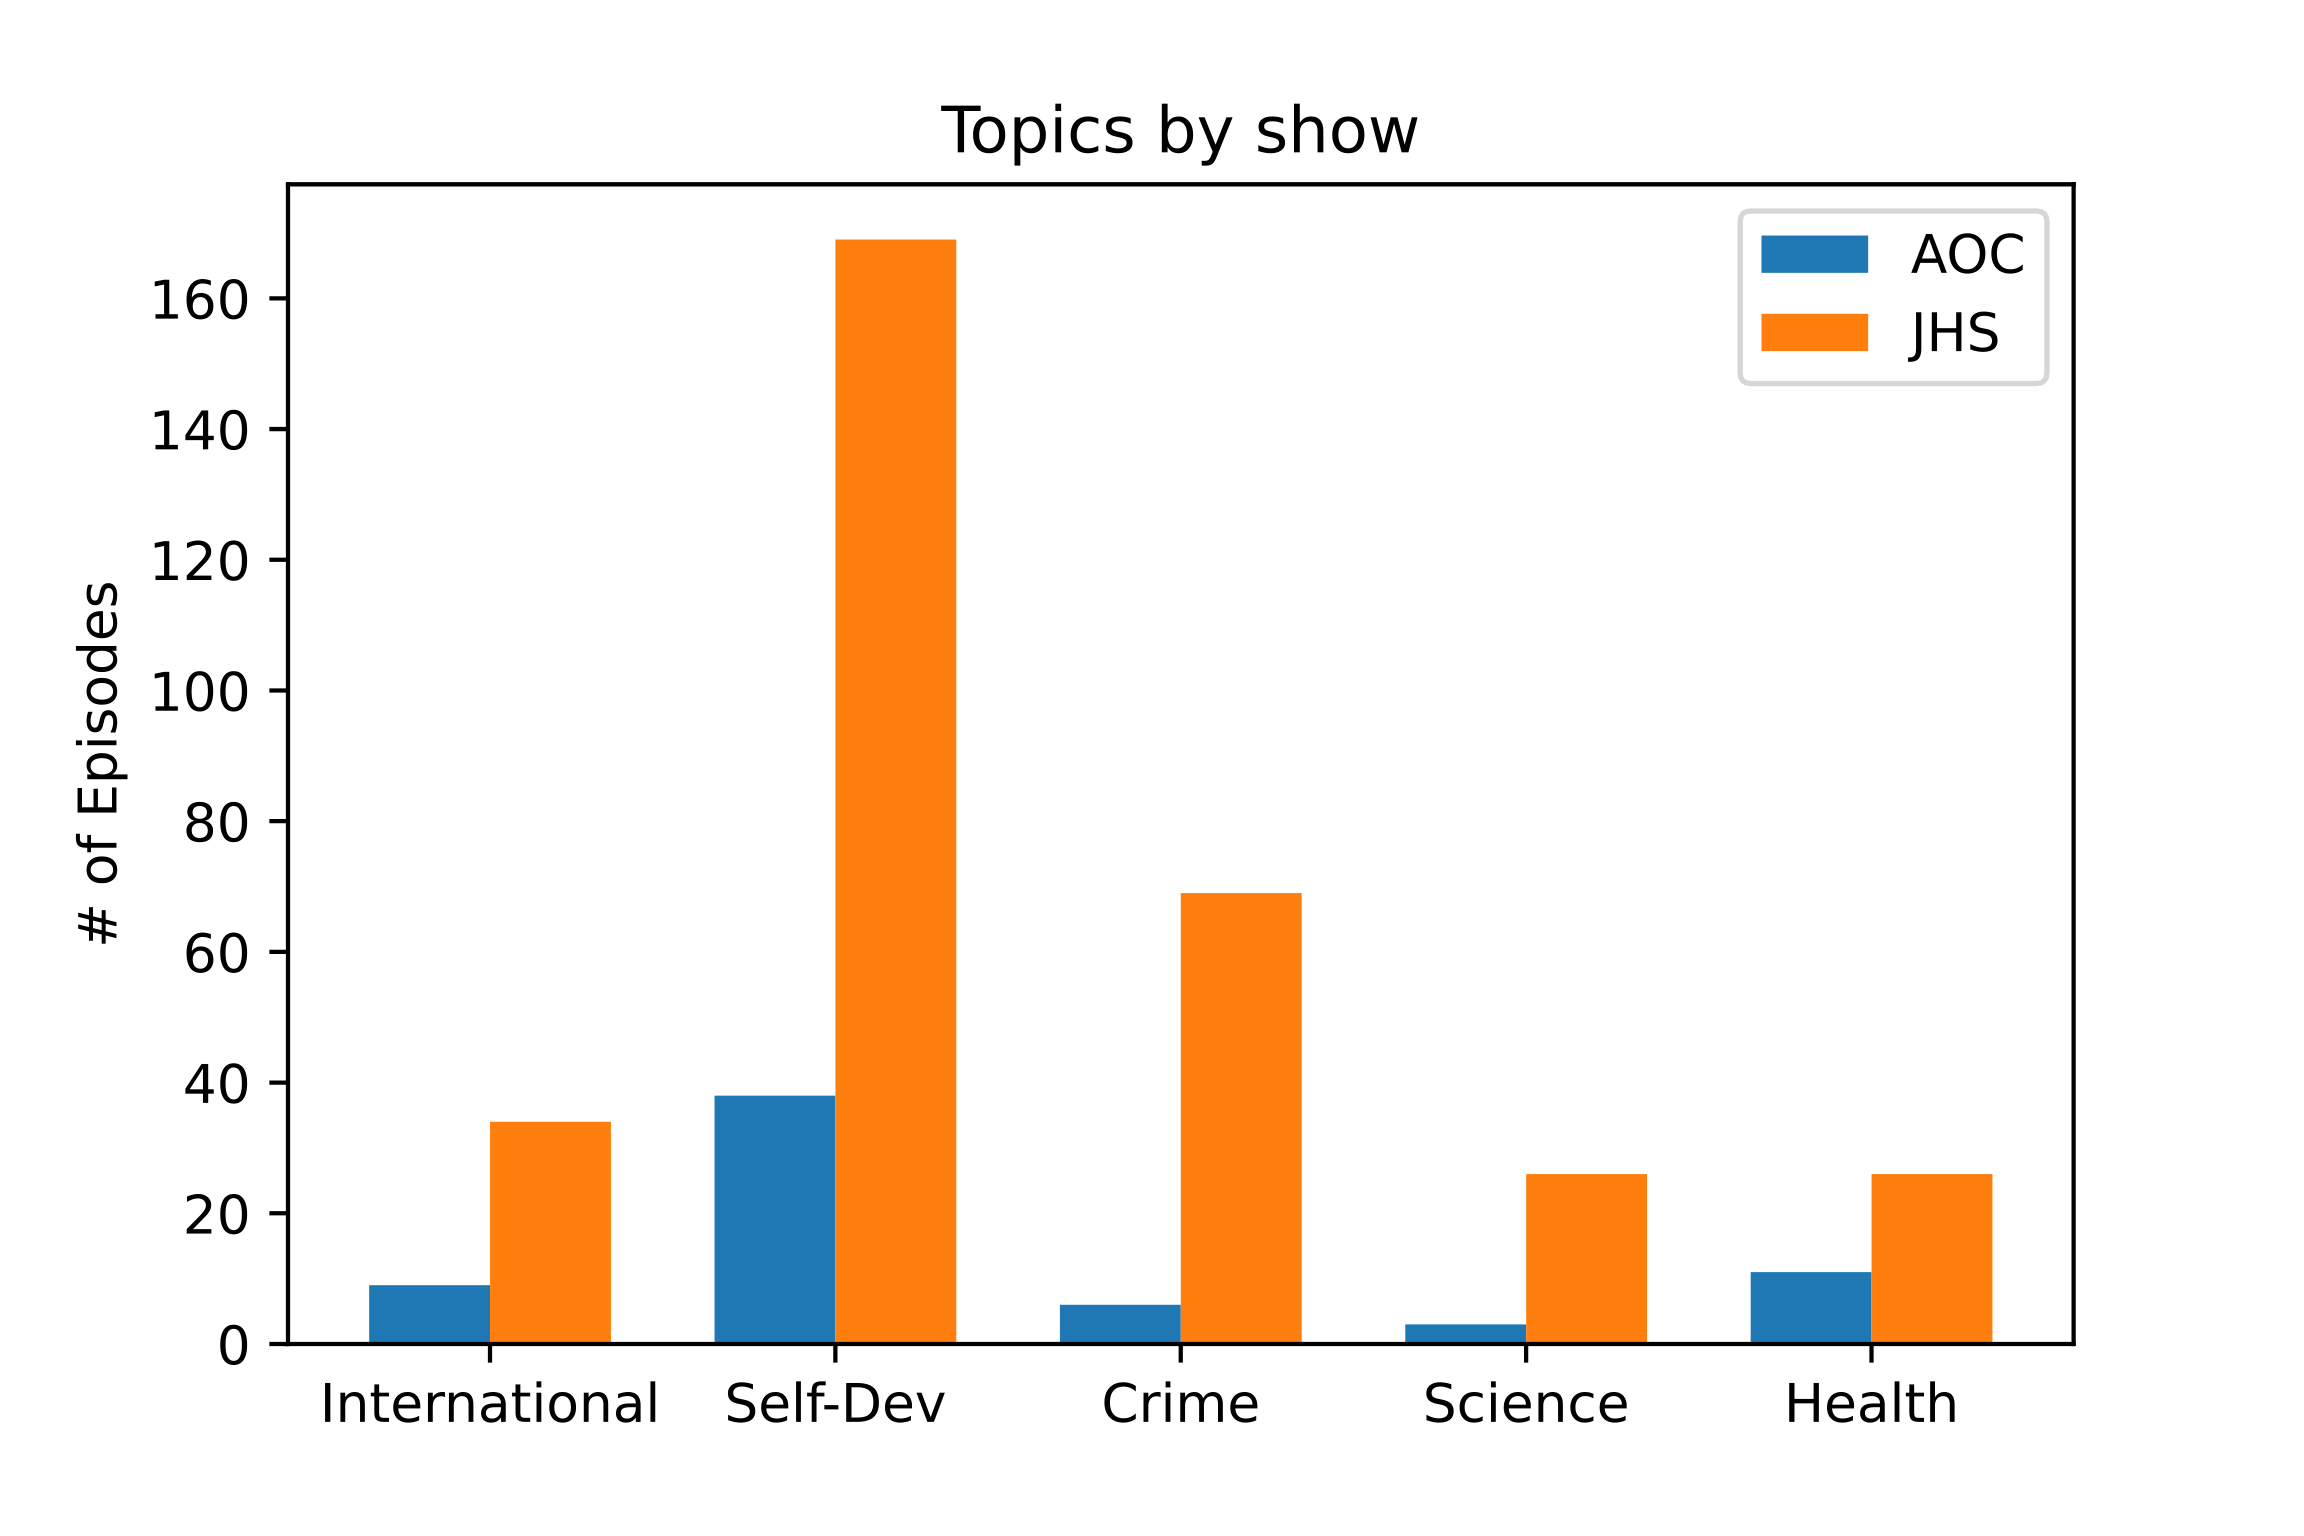 Topics by show
AOC
JHS
# of Episodes
160
140
120
100
80
60
40
20
0
International Self-Dev Crime Science Health